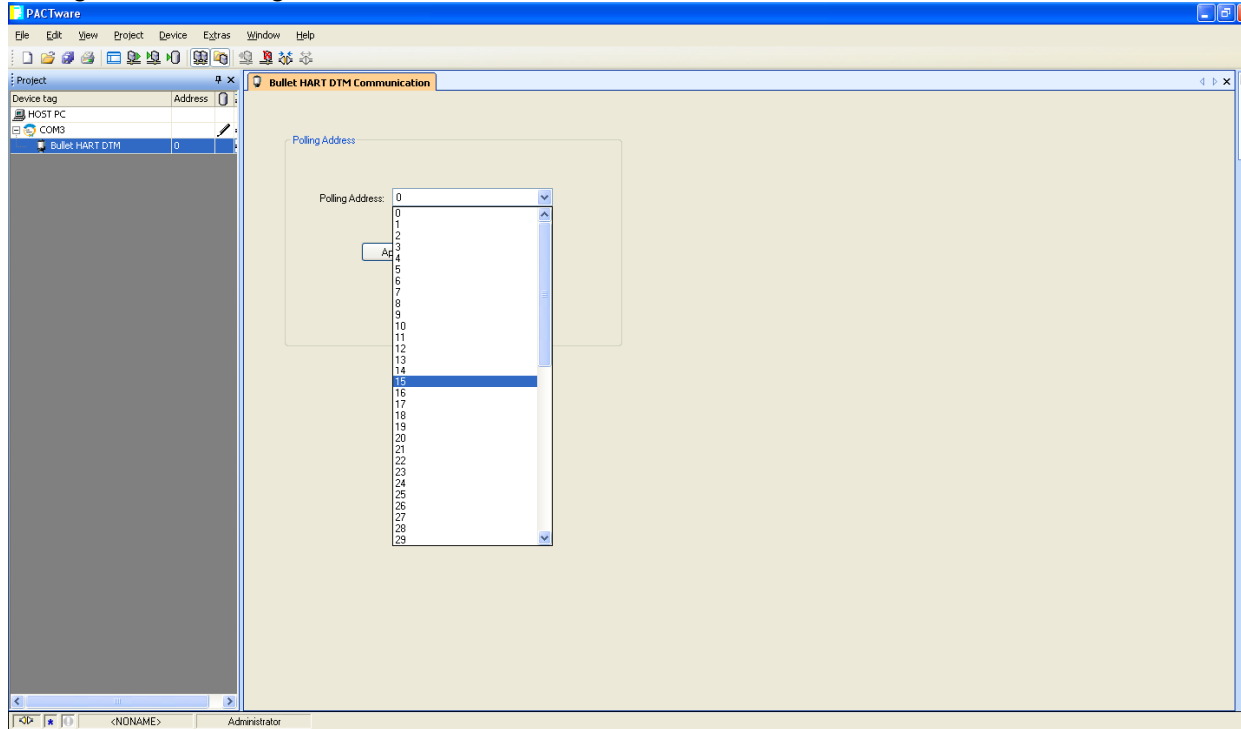 PACTware
File Edit View Project Device Extras Window Help
Project
Device tag Address
HOST PC
COM3
Bullet HART DTM 0
Bullet HART DTM Communication
Polling Address
Polling Address: 0
0
1
2
3
4
5
6
7
8
9
10
11
12
13
14
15
16
17
18
19
20
21
22
23
24
25
26
27
28
29
<NONAME> Administrator